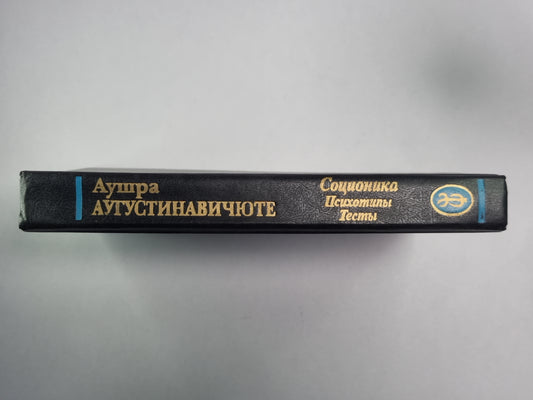 Аушра
АУГУСТИНАВИЧЮТЕ
Соционика
Психотипы
Тесты